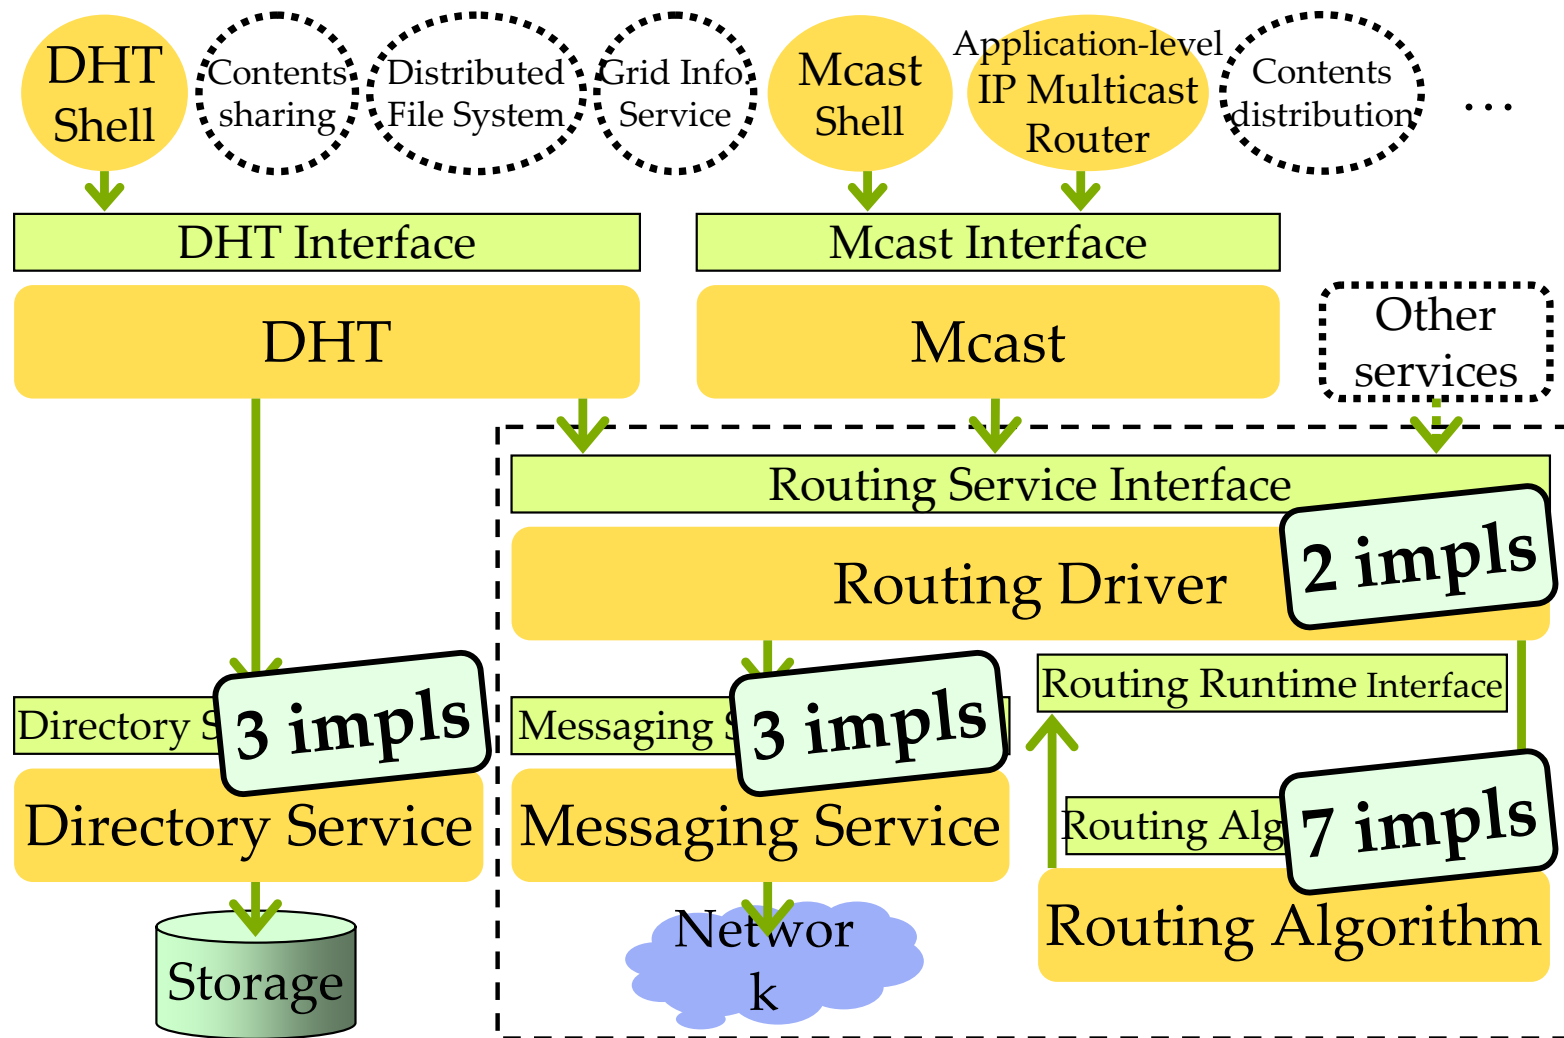 DHT
Shell
Contents
sharing
Distributed
File System
Grid Info.
Service
Mcast
Shell
Application-level
IP Multicast
Router
Contents
distribution
…
DHT Interface
Mcast Interface
DHT
Mcast
Other
services
Routing Service Interface
Routing Driver
2 impls
Directory
3 impls
Messaging
3 impls
Routing Runtime Interface
Routing
7 impls
Directory Service
Messaging Service
Routing Algorithm
Storage
Networ
k